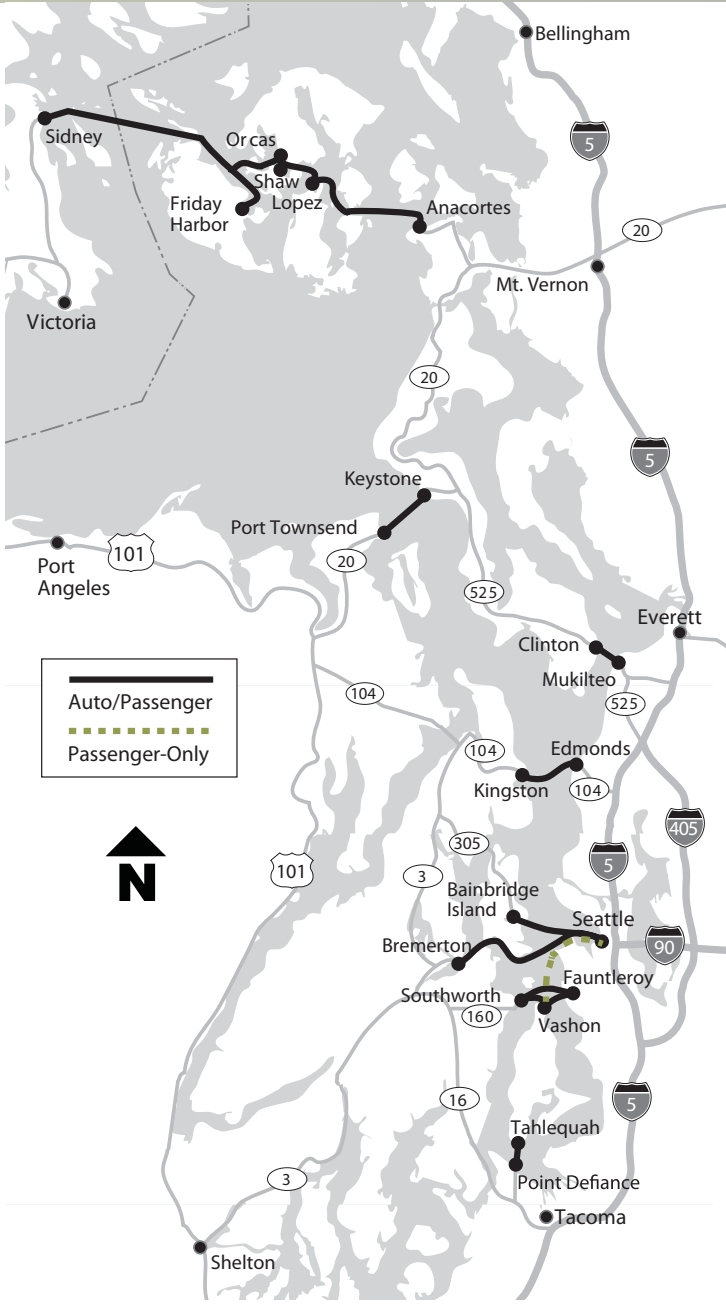 Bellingham
5
Sidney
Orcas
Shaw
Lopez
Friday
Harbor
Anacortes
20
Mt. Vernon
Victoria
20
5
Keystone
Port Townsend
20
101
Port
Angeles
525
Everett
Clinton
Mukilteo
525
Auto/Passenger
Passenger-Only
104
104
Edmonds
Kingston
104
405
N
101
305
5
3
Bainbridge
Island
Seattle
90
Bremerton
Fauntleroy
Southworth
160
Vashon
16
5
Tahlequah
Point Defiance
3
Tacoma
Shelton